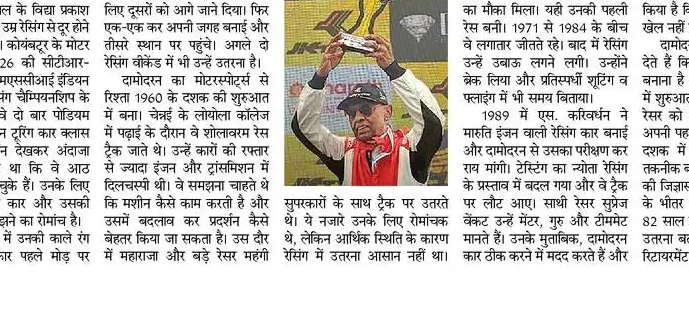 ल के विद्या प्रकाश
उम्र रेसिंग से दूर होने
। कोयंबटूर के मोटर
26 की सीटीआर-
मएससीआई इंडियन
संग चैम्पियनशिप के
वे दो बार पोडियम
न टूरिंग कार क्लास
न देखकर अंदाजा
था कि वे आठ
चुके हैं। उनके लिए
कार और उसकी
झने का रोमांच है।
में उनकी काले रंग
कार पहले मोड़ पर
लिए दूसरों को आगे जाने दिया। फिर
एक-एक कर अपनी जगह बनाई और
तीसरे स्थान पर पहुंचे। अगले दो
रेसिंग वीकेंड में भी उन्हें उतरना है।
दामोदरन का मोटरस्पोर्ट्स से
रिश्ता 1960 के दशक की शुरुआत
में बना। चेन्नई के लोयोला कॉलेज
में पढ़ाई के दौरान वे शोलावरम रेस
ट्रैक जाते थे। उन्हें कारों की रफ्तार
से ज्यादा इंजन और ट्रांसमिशन में
दिलचस्पी थी। वे समझना चाहते थे
कि मशीन कैसे काम करती है और
उसमें बदलाव कर प्रदर्शन कैसे
बेहतर किया जा सकता है। उस दौर
में महाराजा और बड़े रेसर महंगी
सुपरकारों के साथ ट्रैक पर उतरते
थे। ये नजारे उनके लिए रोमांचक
थे, लेकिन आर्थिक स्थिति के कारण
रेसिंग में उतरना आसान नहीं था।
का मौका मिला। यही उनकी पहली
रेस बनी। 1971 से 1984 के बीच
वे लगातार जीतते रहे। बाद में रेसिंग
उन्हें उबाऊ लगने लगी। उन्होंने
ब्रेक लिया और प्रतिस्पर्धी शूटिंग व
फ्लाइंग में भी समय बिताया।
1989 में एस. करिवर्धन ने
मारुति इंजन वाली रेसिंग कार बनाई
और दामोदरन से उसका परीक्षण कर
राय मांगी। टेस्टिंग का न्योता रेसिंग
के प्रस्ताव में बदल गया और वे ट्रैक
पर लौट आए। साथी रेसर सुप्रेज
वेंकट उन्हें मेंटर, गुरु और टीममेट
मानते हैं। उनके मुताबिक, दामोदरन
कार ठीक करने में मदद करते हैं और
किया है कि
खेल नहीं
दामोद
देते हैं कि
बनाना है
में शुरुआत
रेसर को
अपनी पह
दशक में
तकनीक ब
की जिज्ञास
के भीतर
82 साल
उतरना ब
रिटायरमेंट